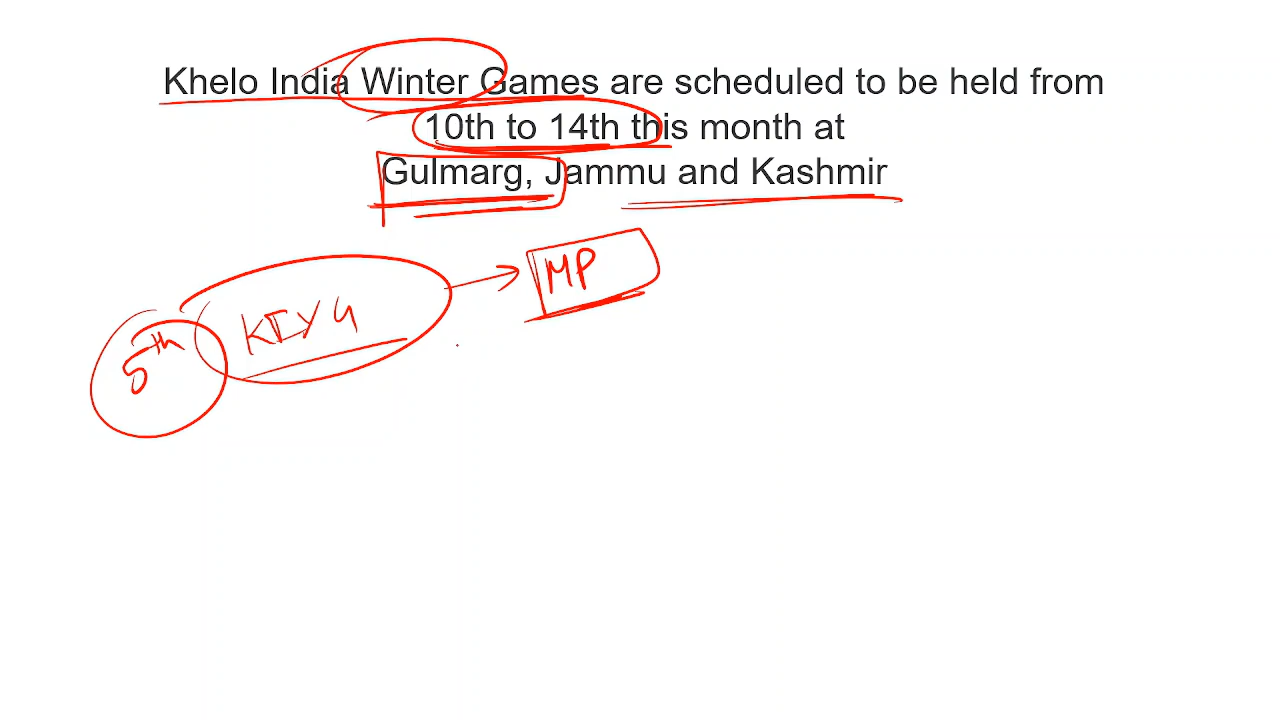 Khelo India Winter Games are scheduled to be held from
10th to 14th this month at
Gulmarg, Jammu and Kashmir
MP
KIYG
5th